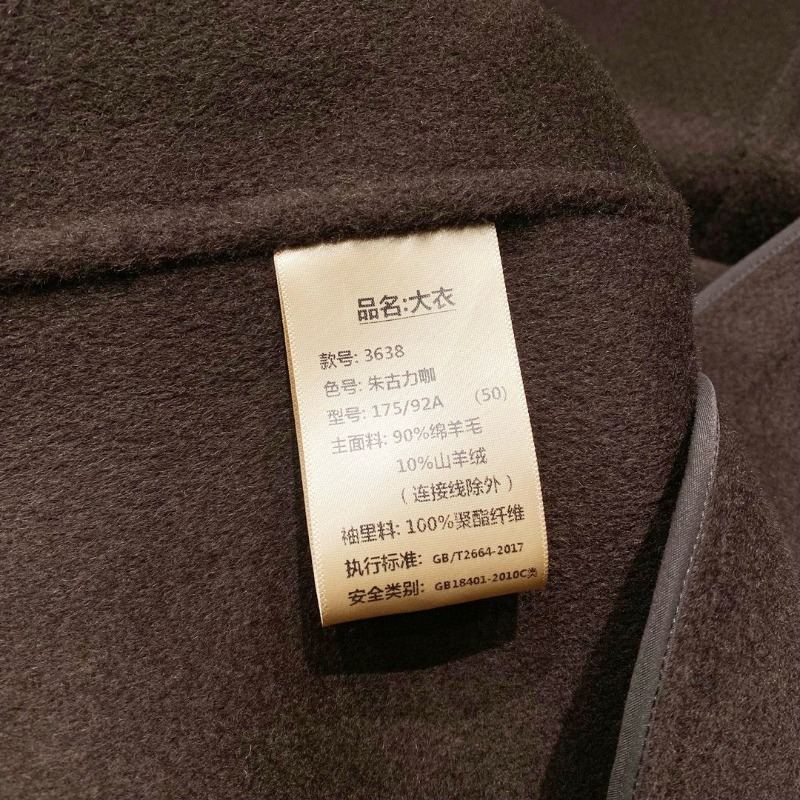 品名:大衣
款号: 3638
色号: 朱古力咖
型号: 175/92A (50)
主面料: 90%绵羊毛
10%山羊绒
(连接线除外)
袖里料: 100%聚酯纤维
执行标准: GB/T2664-2017
安全类别: GB18401-2010C类